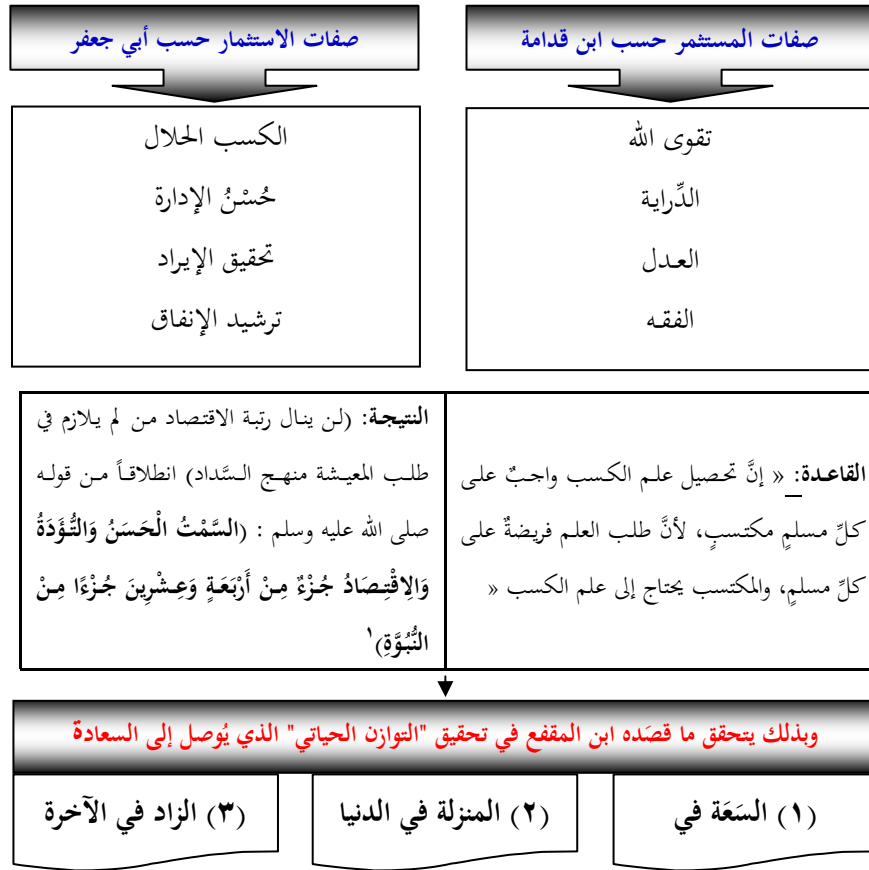 صفات المستثمر حسب ابن قدامة
تقوى الله
الدِّراية
العدل
الفقه
صفات الاستثمار حسب أبي جعفر
الكسب الحلال
حُسْنُ الإدارة
تحقيق الإيراد
ترشيد الإنفاق
القاعدة: « إنَّ تحصيل علم الكسب واجبٌ على
كلِّ مسلمٍ مكتسبٍ، لأنَّ طلب العلم فريضةٌ على
كلِّ مسلمٍ، والمكتسب يحتاج إلى علم الكسب «
النتيجة: (لن ينال رتبة الاقتصاد من لم يلازم في
طلب المعيشة منهج السَّداد) انطلاقاً من قوله
صلى الله عليه وسلم : (السَّمْتُ الْحَسَنُ وَالتُّؤَدَةُ
وَالِاقْتِصَادُ جُزْءٌ مِنْ أَرْبَعَةٍ وَعِشْرِينَ جُزْءًا مِنْ
النُّبُوَّةِ)١
وبذلك يتحقق ما قصَده ابن المقفع في تحقيق "التوازن الحياتي" الذي يُوصل إلى السعادة
(١) السَعَة في
(٢) المنزلة في الدنيا
(٣) الزاد في الآخرة